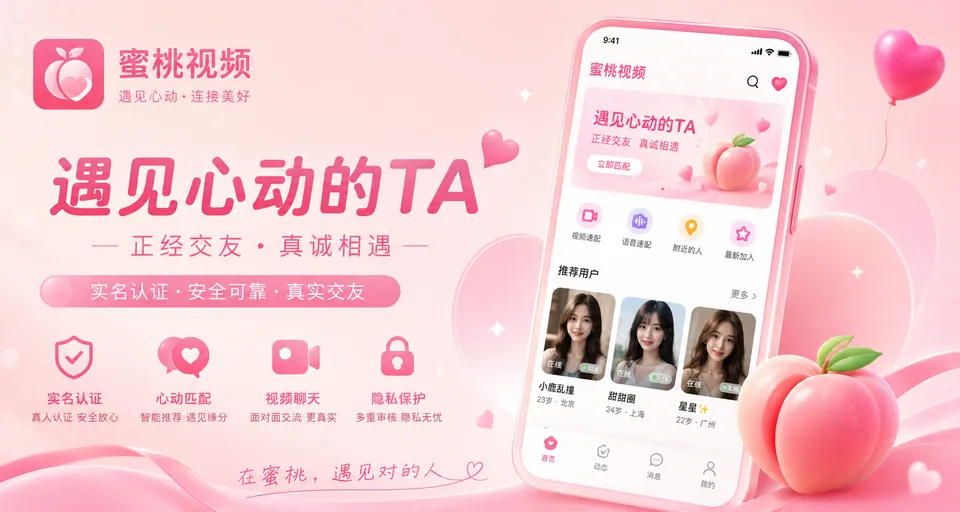 蜜桃视频
遇见心动·连接美好
遇见心动的TA
正经交友·真诚相遇
实名认证·安全可靠·真实交友
实名认证
真人认证 安全放心
心动匹配
智能推荐 遇见缘分
视频聊天
面对面交流 更真实
隐私保护
多重审核 隐私无忧
在蜜桃，遇见对的人
9:41
蜜桃视频
遇见心动的TA
正经交友 真诚相遇
立即匹配
视频速配
语音速配
附近的人
最新加入
推荐用户
更多 >
在线
在线
在线
小鹿乱撞
23岁 · 北京
甜甜圈
24岁 · 上海
星星✨
22岁 · 广州
首页
动态
消息
我的